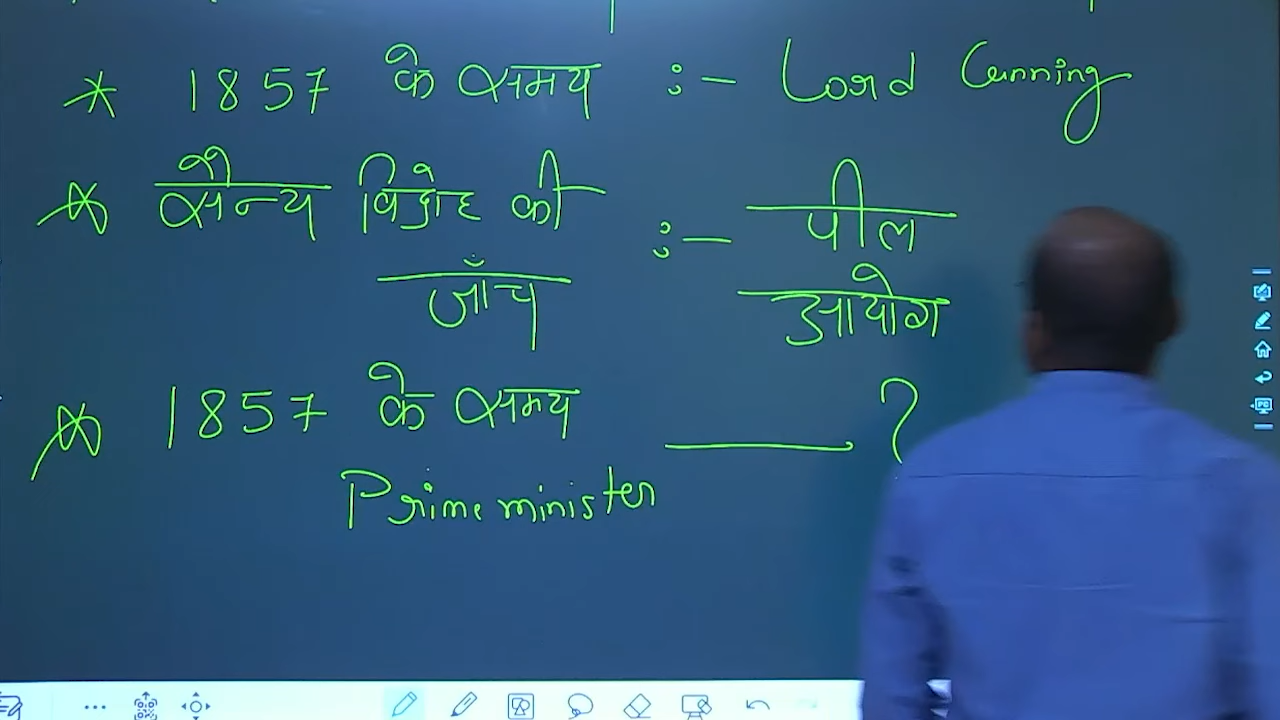 * 1857 के समय :- Lord Canning
* सैन्य विद्रोह की जाँच :- पील आयोग
* 1857 के समय Prime minister ______ ?